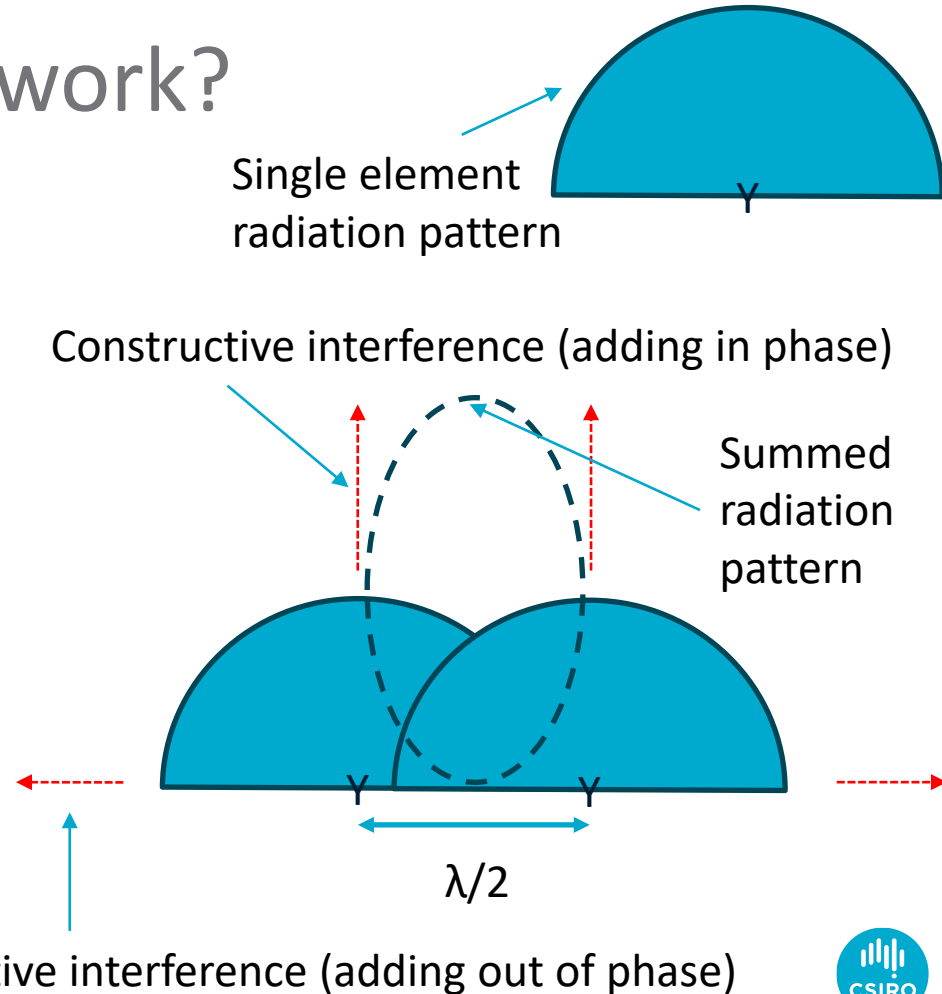 work?
Single element
radiation pattern
Y
Constructive interference (adding in phase)
Summed
radiation
pattern
Y Y
λ/2
tive interference (adding out of phase)
CSIRO